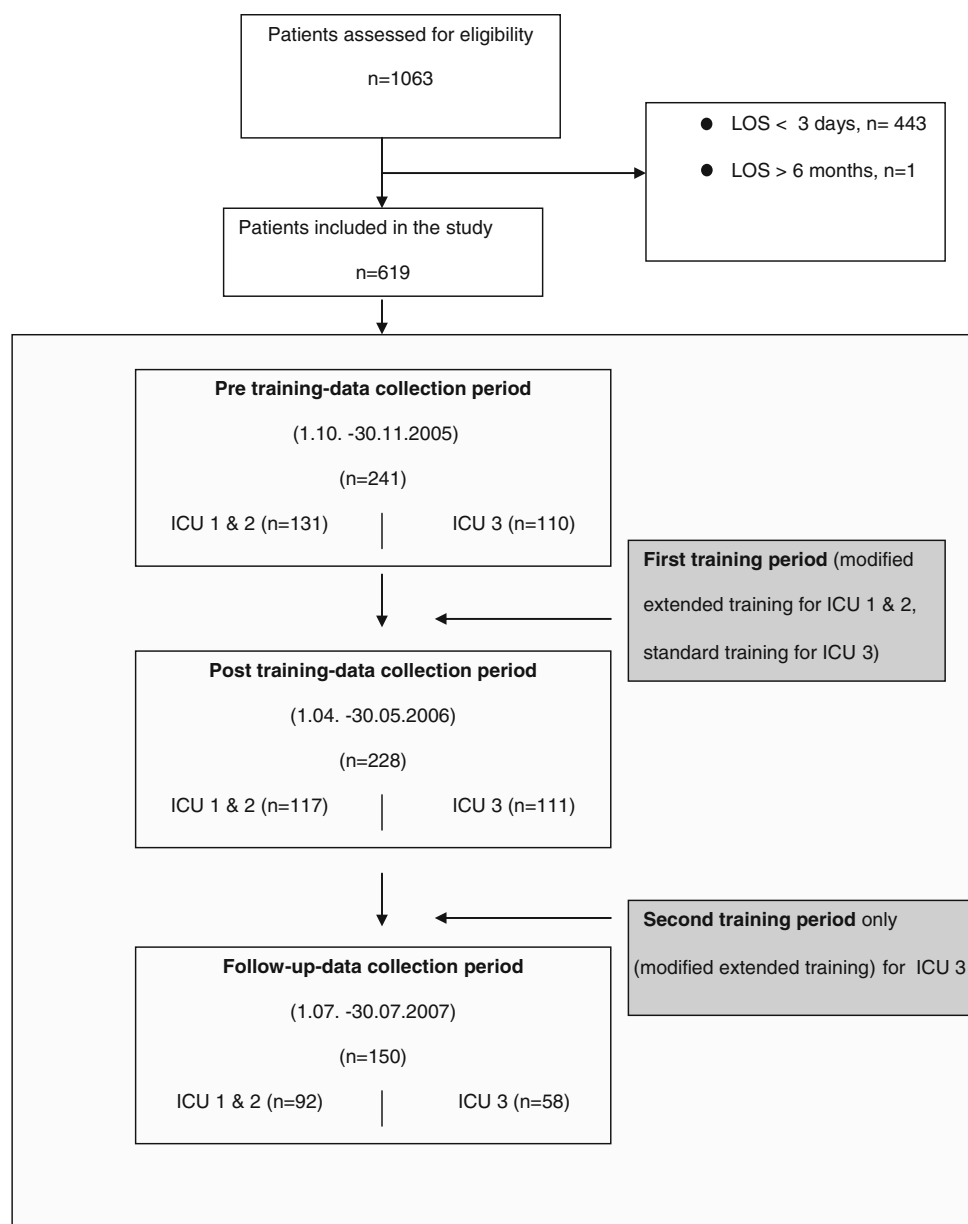 Patients assessed for eligibility
n=1063
● LOS < 3 days, n= 443
● LOS > 6 months, n=1
Patients included in the study
n=619
Pre training-data collection period
(1.10. -30.11.2005)
(n=241)
ICU 1 & 2 (n=131) | ICU 3 (n=110)
First training period (modified
extended training for ICU 1 & 2,
standard training for ICU 3)
Post training-data collection period
(1.04. -30.05.2006)
(n=228)
ICU 1 & 2 (n=117) | ICU 3 (n=111)
Second training period only
(modified extended training) for ICU 3
Follow-up-data collection period
(1.07. -30.07.2007)
(n=150)
ICU 1 & 2 (n=92) | ICU 3 (n=58)